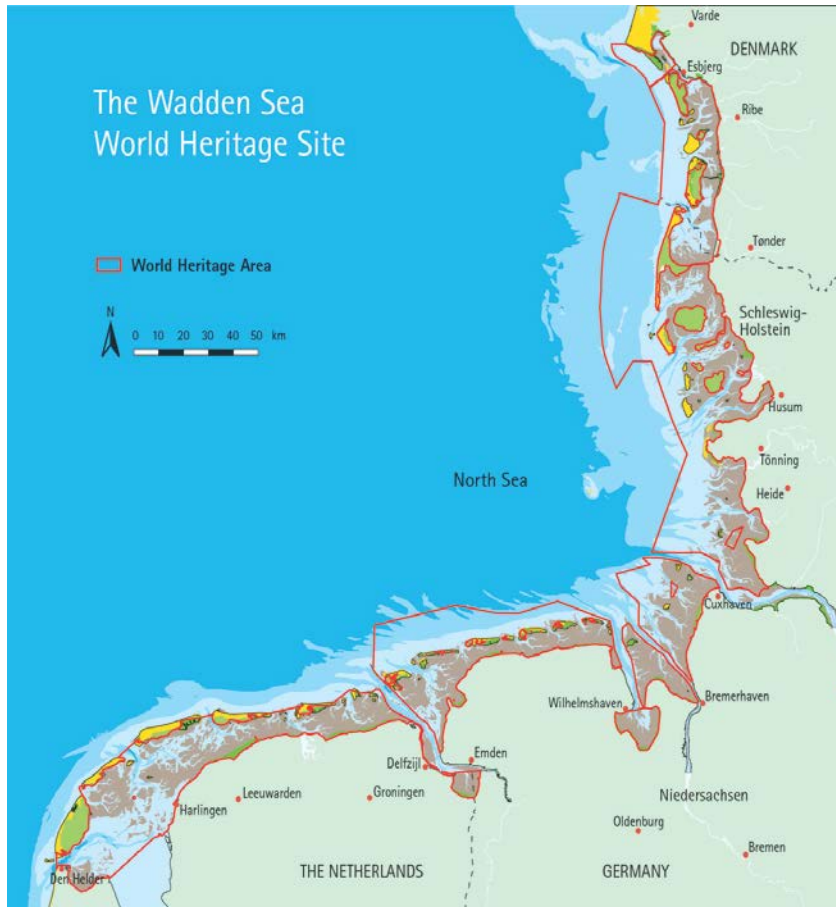 The Wadden Sea
World Heritage Site
World Heritage Area
N
0 10 20 30 40 50 km
Varde
DENMARK
Esbjerg
Ribe
Tønder
Schleswig-
Holstein
Husum
Tönning
Heide
North Sea
Cuxhaven
Wilhelmshaven
Bremerhaven
Emden
Delfzijl
Harlingen
Leeuwarden
Groningen
Niedersachsen
Oldenburg
Bremen
Den Helder
THE NETHERLANDS
GERMANY